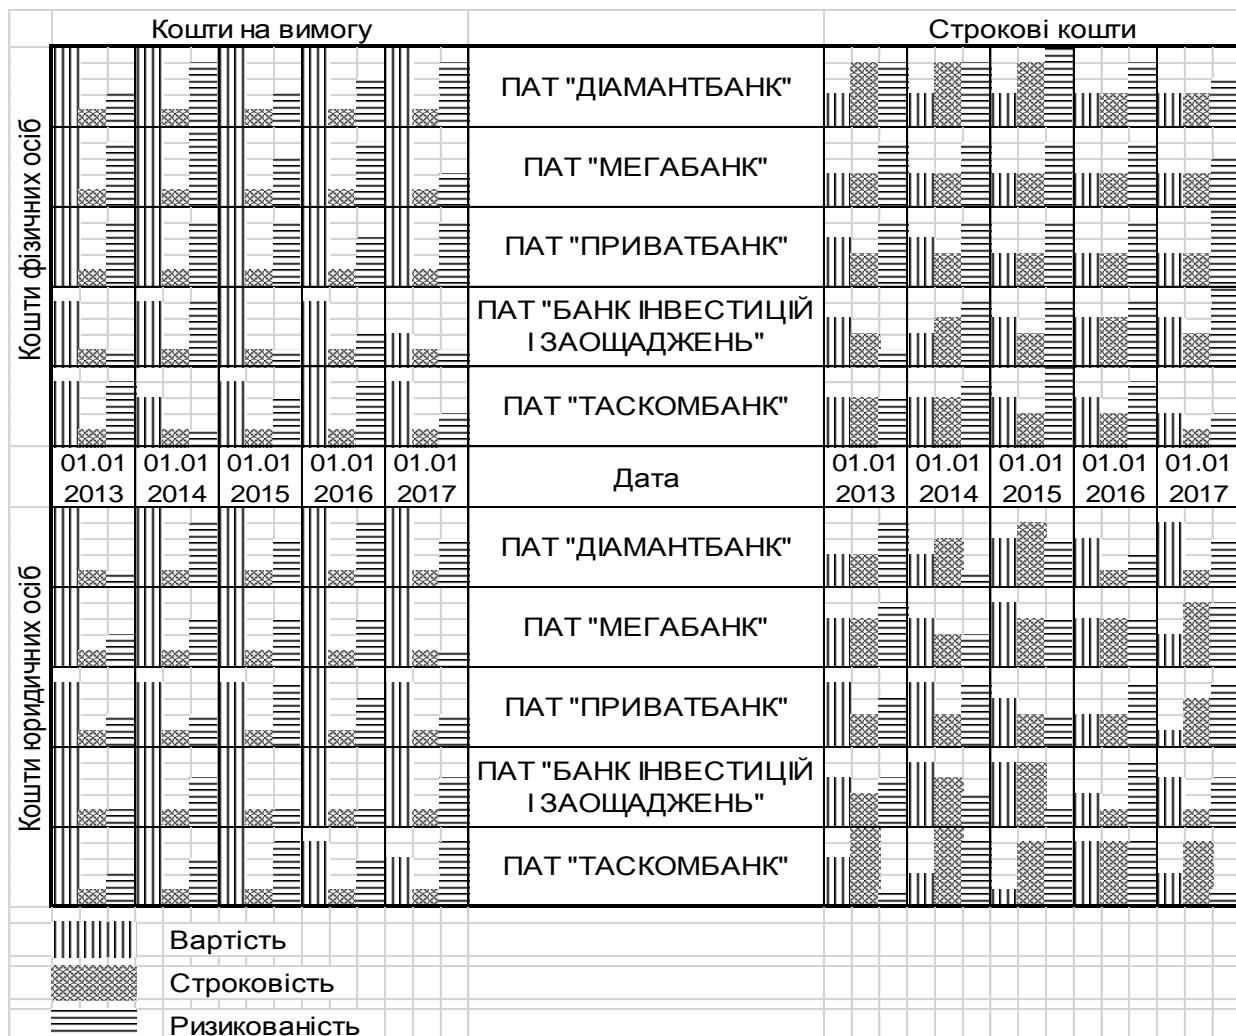 Кошти на вимогу
Строкові кошти
Кошти фізичних осіб
ПАТ "ДІАМАНТБАНК"
ПАТ "МЕГАБАНК"
ПАТ "ПРИВАТБАНК"
ПАТ "БАНК ІНВЕСТИЦІЙ
І ЗАОЩАДЖЕНЬ"
ПАТ "ТАСКОМБАНК"
01.01 01.01 01.01 01.01 01.01
2013 2014 2015 2016 2017
Дата
01.01 01.01 01.01 01.01 01.01
2013 2014 2015 2016 2017
Кошти юридичних осіб
ПАТ "ДІАМАНТБАНК"
ПАТ "МЕГАБАНК"
ПАТ "ПРИВАТБАНК"
ПАТ "БАНК ІНВЕСТИЦІЙ
І ЗАОЩАДЖЕНЬ"
ПАТ "ТАСКОМБАНК"
Вартість
Строковість
Ризикованість